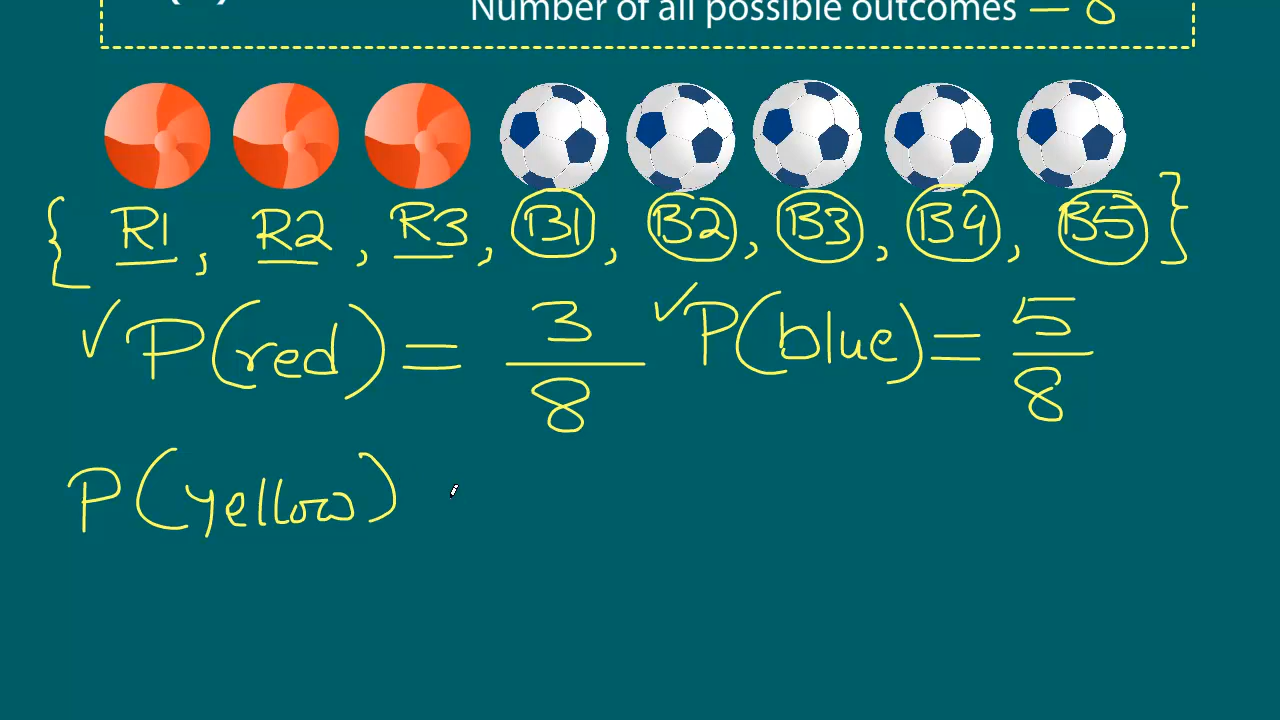 Number of all possible outcomes — 8
{ R1, R2, R3, B1, B2, B3, B4, B5 }
✓ P(red) = 3/8 ✓ P(blue) = 5/8
P(yellow)